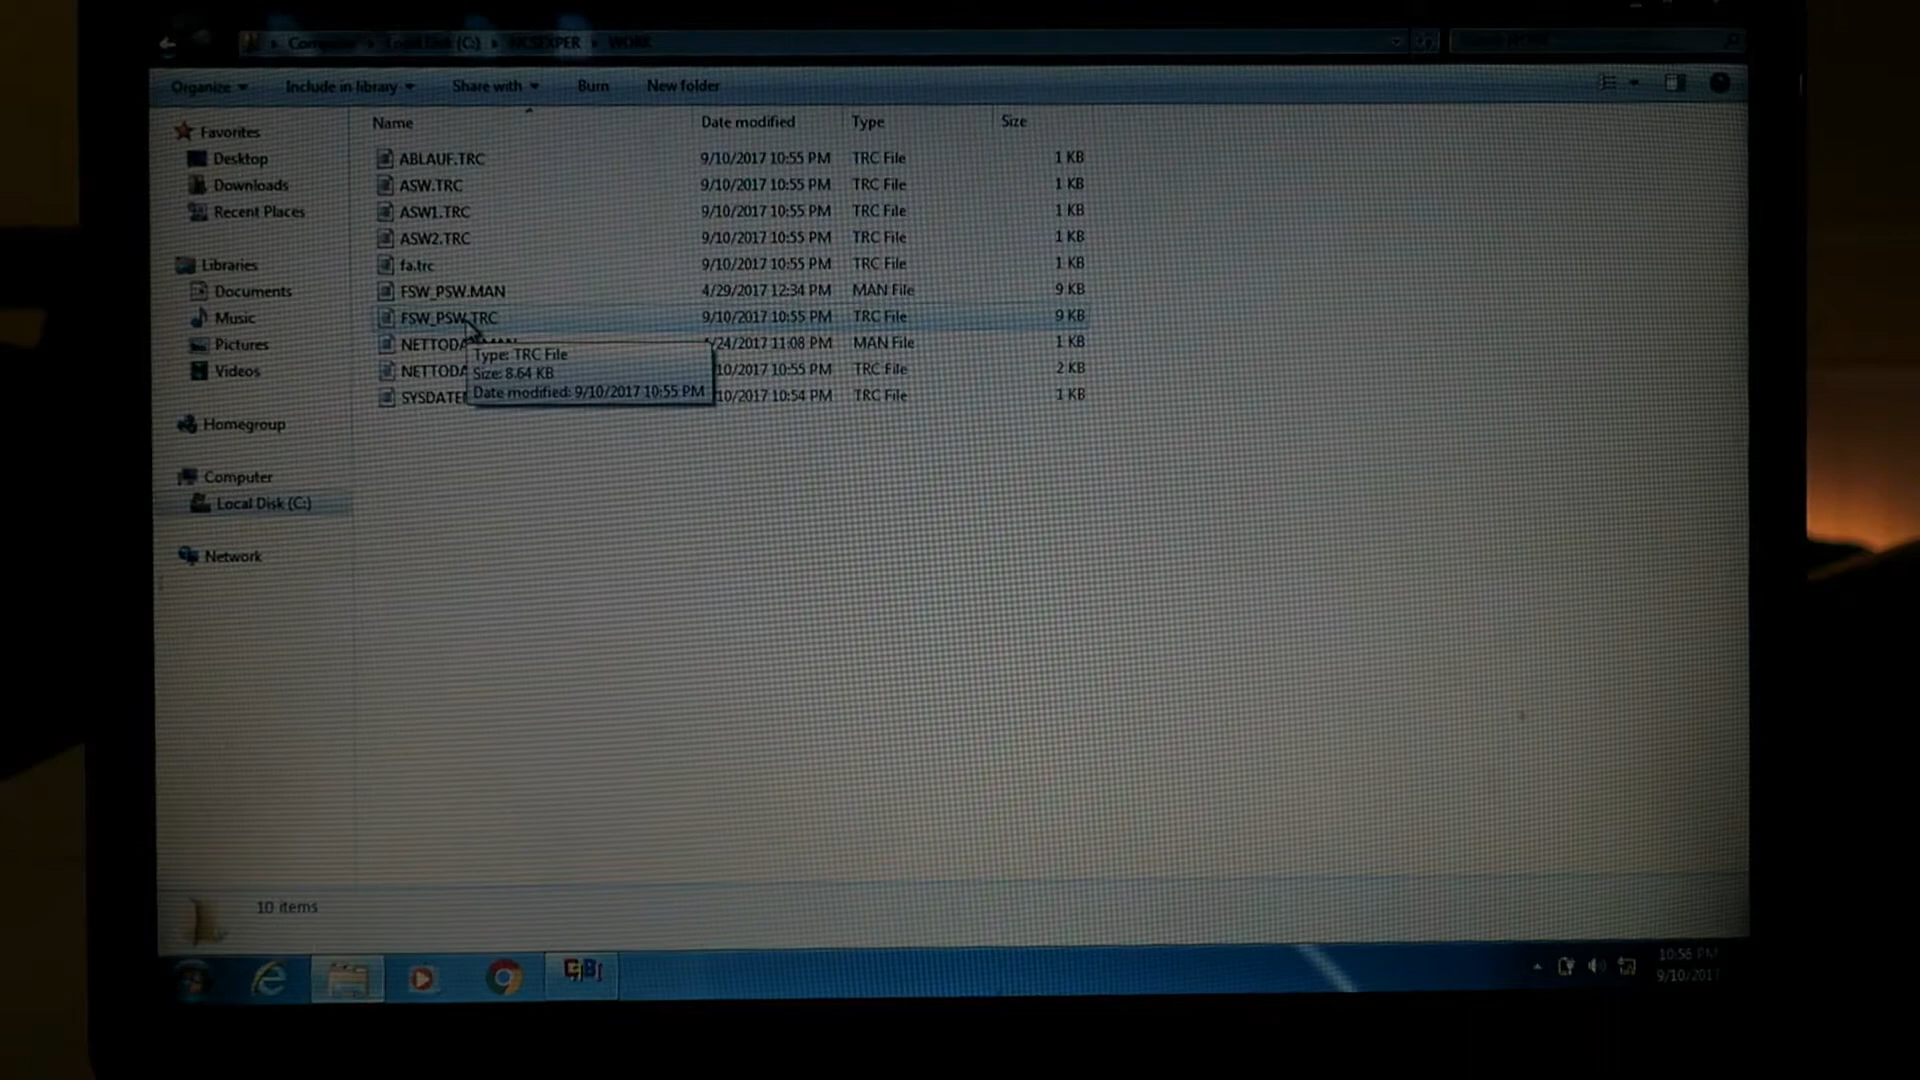 Computer Local Disk (C:) NCSEXPER WORK
Organize Include in library Share with Burn New folder
Name Date modified Type Size
Favorites
Desktop
Downloads
Recent Places
Libraries
Documents
Music
Pictures
Videos
Homegroup
Computer
Local Disk (C:)
Network
ABLAUF.TRC 9/10/2017 10:55 PM TRC File 1 KB
ASW.TRC 9/10/2017 10:55 PM TRC File 1 KB
ASW1.TRC 9/10/2017 10:55 PM TRC File 1 KB
ASW2.TRC 9/10/2017 10:55 PM TRC File 1 KB
fa.trc 9/10/2017 10:55 PM TRC File 1 KB
FSW_PSW.MAN 4/29/2017 12:34 PM MAN File 9 KB
FSW_PSW.TRC 9/10/2017 10:55 PM TRC File 9 KB
NETTODA /24/2017 11:08 PM MAN File 1 KB
NETTODA 10/2017 10:55 PM TRC File 2 KB
SYSDATE 10/2017 10:54 PM TRC File 1 KB
Type: TRC File
Size: 8.64 KB
Date modified: 9/10/2017 10:55 PM
10 items
10:56 PM
9/10/2017